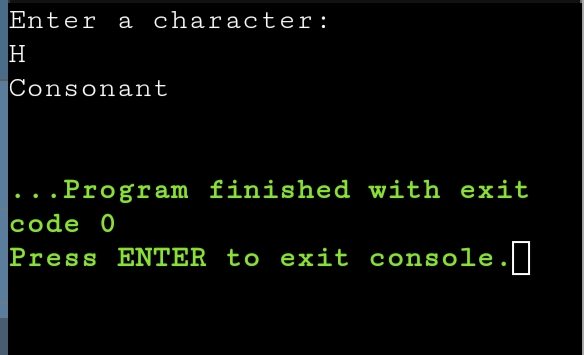 Enter a character:
H
Consonant
...Program finished with exit
code 0
Press ENTER to exit console.